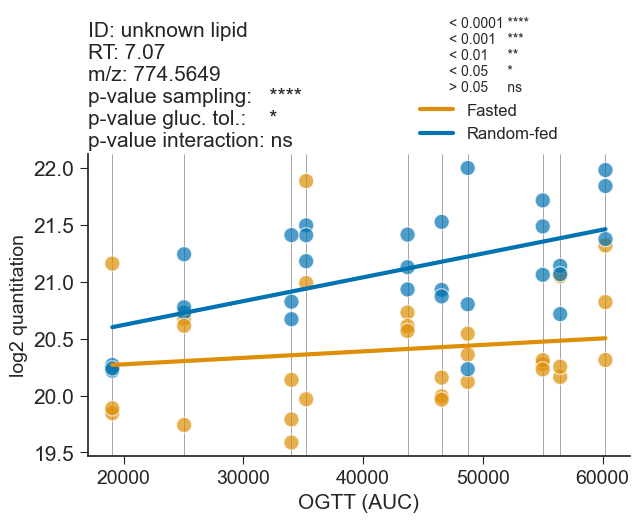 ID: unknown lipid
RT: 7.07
m/z: 774.5649
p-value sampling: ****
p-value gluc. tol.: *
p-value interaction: ns
< 0.0001 ****
< 0.001 ***
< 0.01 **
< 0.05 *
> 0.05 ns
Fasted
Random-fed
log2 quantitation
22.0
21.5
21.0
20.5
20.0
19.5
20000 30000 40000 50000 60000
OGTT (AUC)